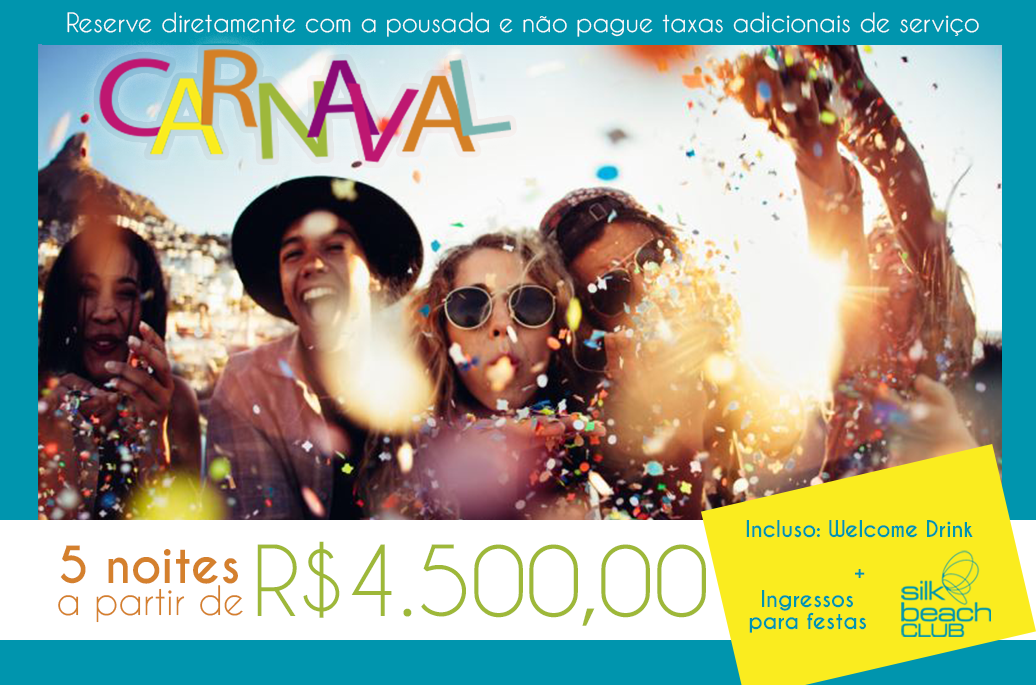 Reserve diretamente com a pousada e não pague taxas adicionais de serviço
CARNAVAL
5 noites
a partir de
R$4.500,00
Incluso: Welcome Drink
+
Ingressos
para festas
silk
beach
CLUB